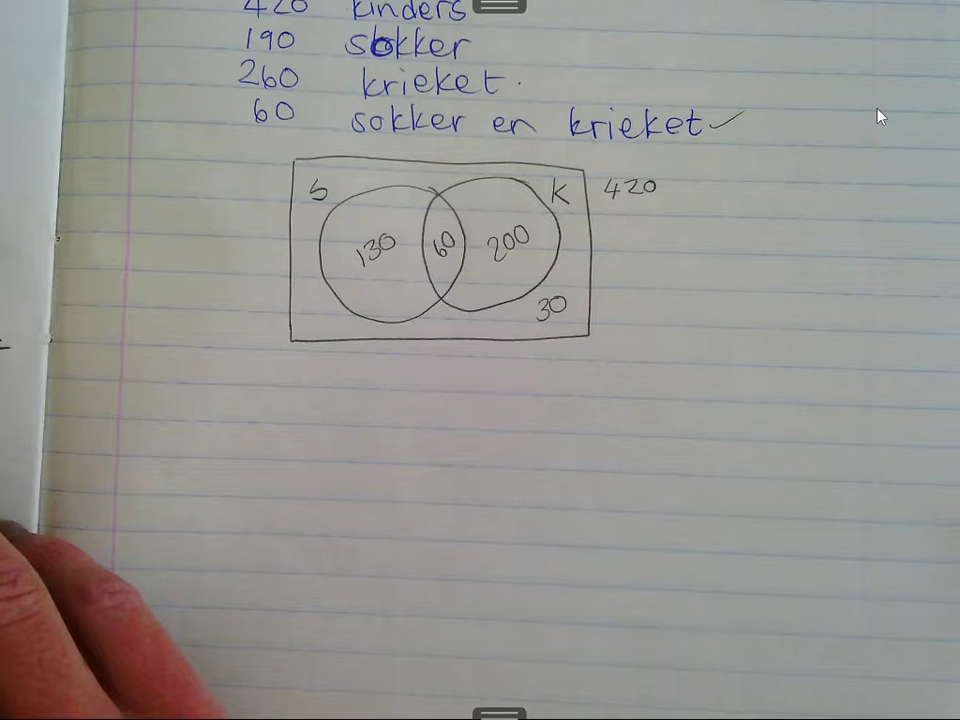 420 kinders
190 sokker
260 krieket.
60 sokker en krieket
S K 420
130 60 200
30